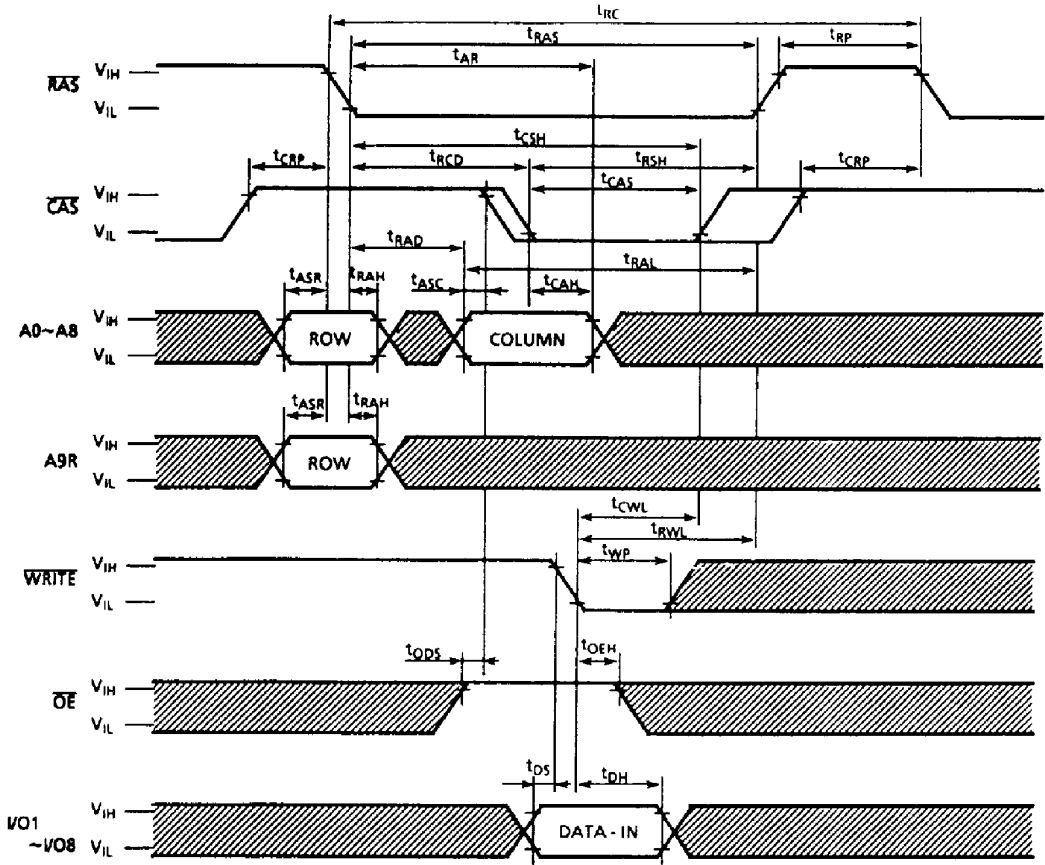 tRC
tRAS
tRP
tAR
RAS
VIH
VIL
tCSH
tCRP
tRCD
tRSH
tCRP
tCAS
CAS
VIH
VIL
tRAD
tRAL
tASR
tRAH
tASC
tCAH
A0~A8
VIH
ROW
COLUMN
VIL
tASR
tRAH
A9R
VIH
ROW
VIL
tCWL
tRWL
tWP
WRITE
VIH
VIL
tODS
tOEH
OE
VIH
VIL
tDS
tDH
I/O1
~I/O8
VIH
DATA - IN
VIL